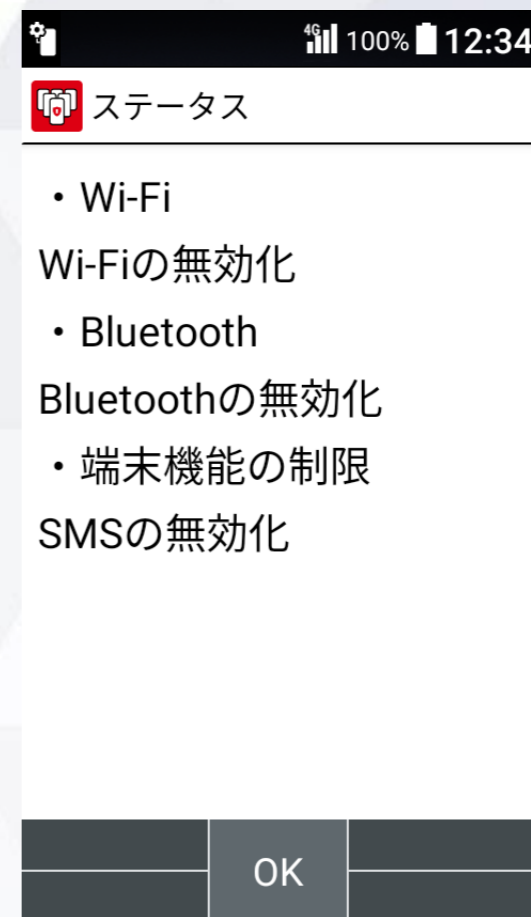 4G 100% 12:34
ステータス
・Wi-Fi
Wi-Fiの無効化
・Bluetooth
Bluetoothの無効化
・端末機能の制限
SMSの無効化
OK